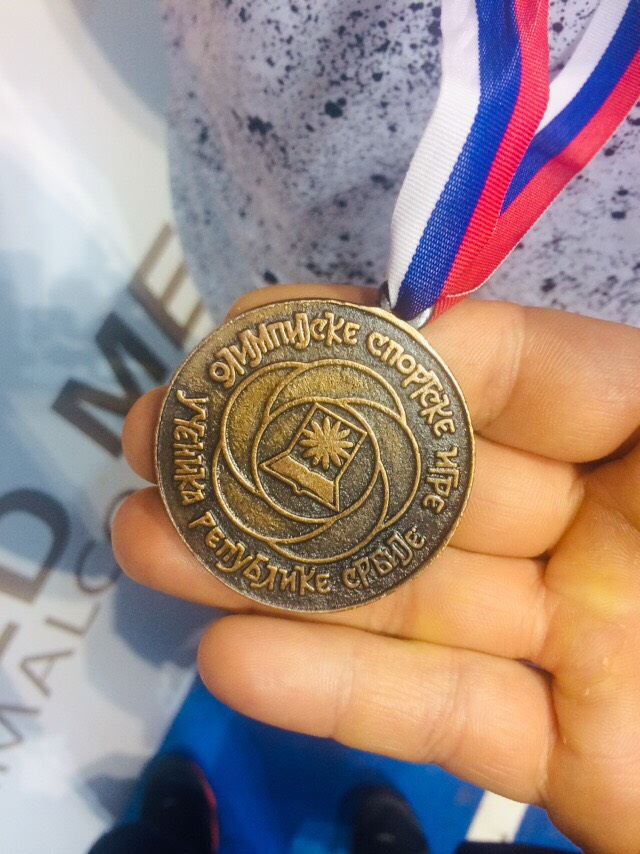 ОЛИМПИЈСКЕ СПОРТСКЕ ИГРЕ
УЧЕНИКА РЕПУБЛИКЕ СРБИЈЕ